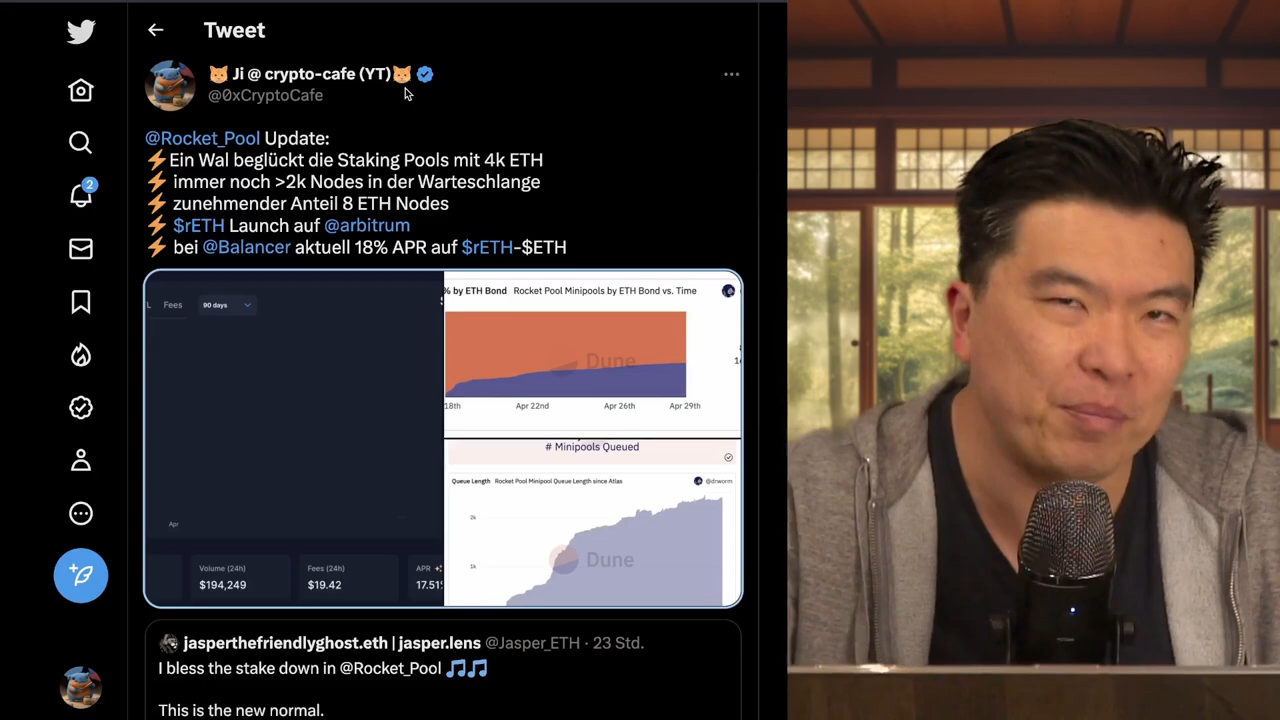 Tweet
Ji @ crypto-cafe (YT)
@0xCryptoCafe
@Rocket_Pool Update:
⚡Ein Wal beglückt die Staking Pools mit 4k ETH
⚡ immer noch >2k Nodes in der Warteschlange
⚡ zunehmender Anteil 8 ETH Nodes
⚡ $rETH Launch auf @arbitrum
⚡ bei @Balancer aktuell 18% APR auf $rETH-$ETH
L Fees 90 days
% by ETH Bond Rocket Pool Minipools by ETH Bond vs. Time
Dune
18th Apr 22nd Apr 26th Apr 29th
# Minipools Queued
Queue Length Rocket Pool Minipool Queue Length since Atlas @drworm
2k
1k
Dune
Apr
Volume (24h) Fees (24h) APR
$194,249 $19.42 17.51
jasperthefriendlyghost.eth | jasper.lens @Jasper_ETH · 23 Std.
I bless the stake down in @Rocket_Pool 🎵🎵
This is the new normal.
2